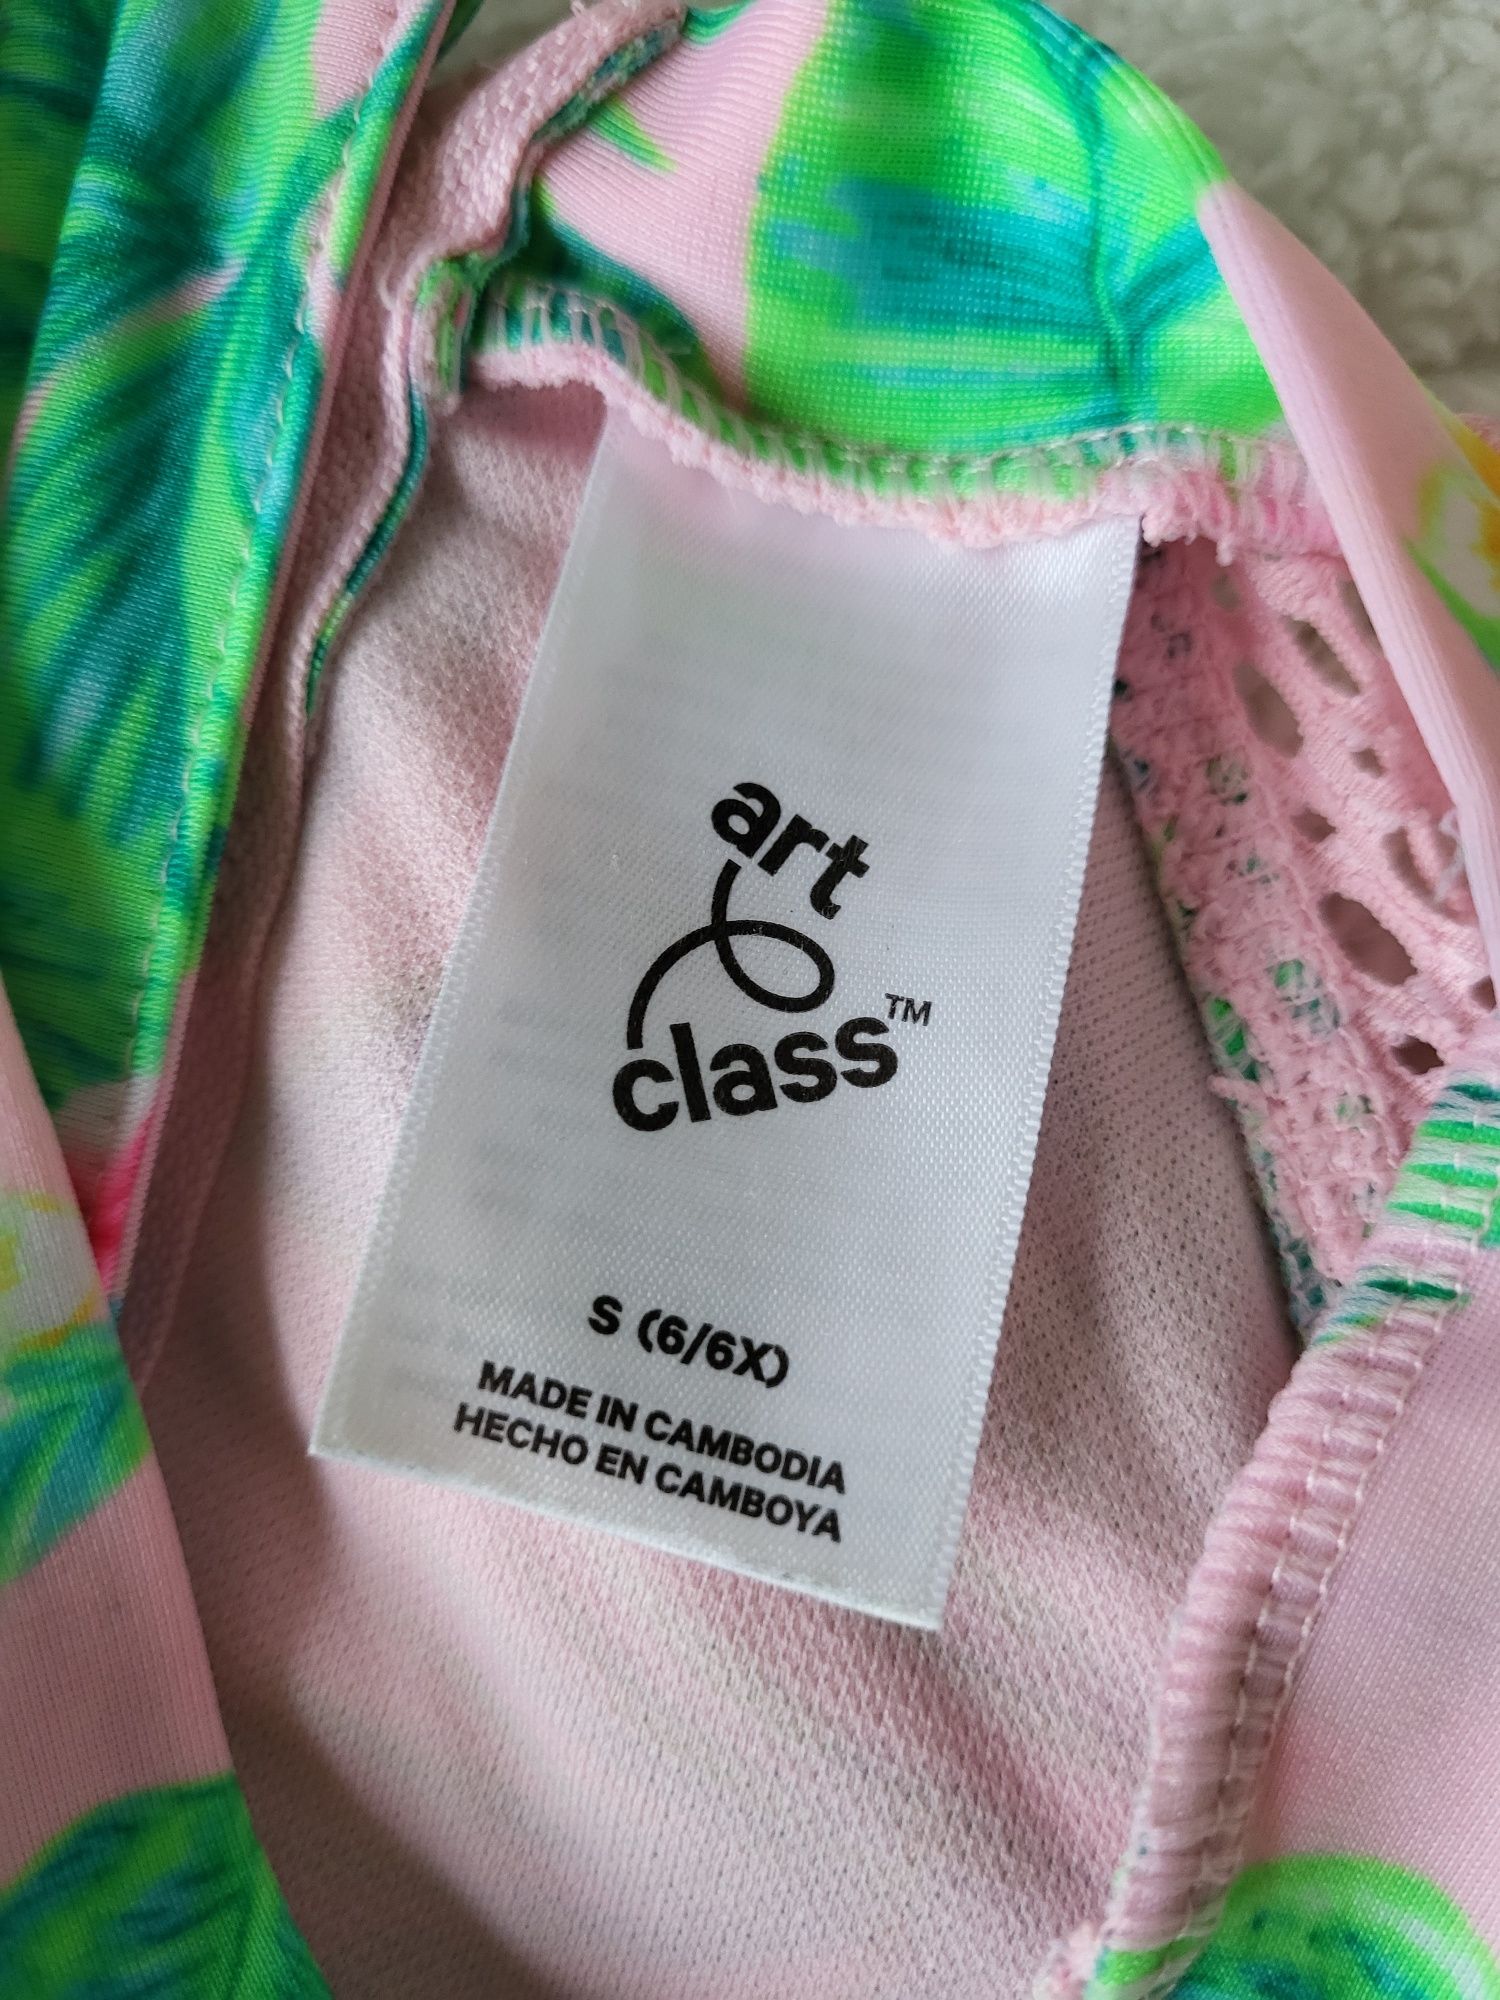 art
class™
S (6/6X)
MADE IN CAMBODIA
HECHO EN CAMBOYA